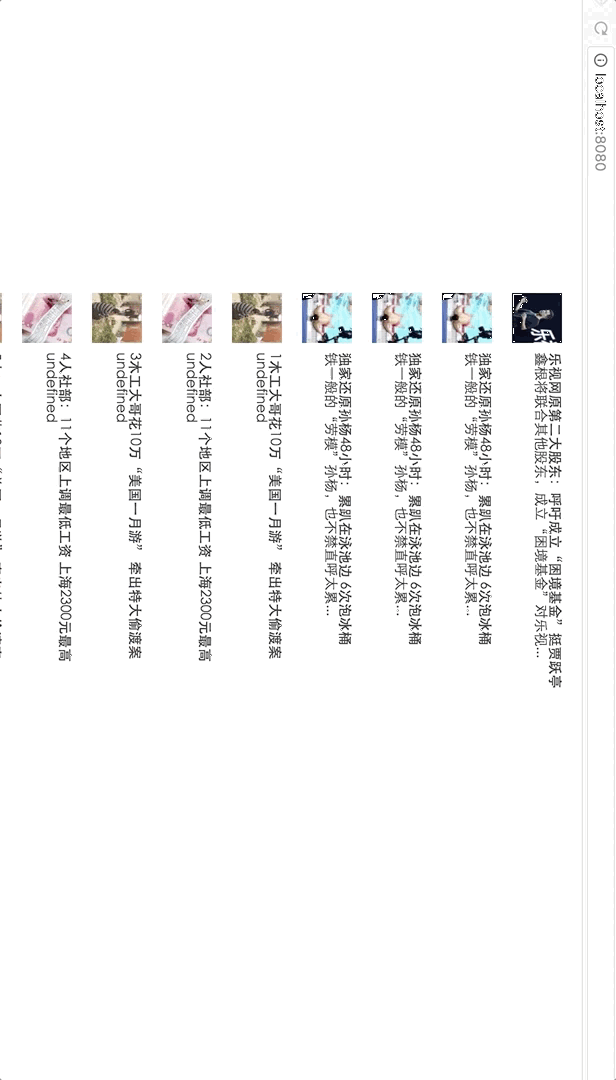 localhost:8080
乐视网原第二大股东：呼吁成立“困境基金”挺贾跃亭
鑫根将联合其他股东，成立“困境基金”对乐视...
独家还原孙杨48小时：累趴在泳池边 6次泡冰桶
铁一般的“劳模”孙杨，也不禁直呼太累...
独家还原孙杨48小时：累趴在泳池边 6次泡冰桶
铁一般的“劳模”孙杨，也不禁直呼太累...
独家还原孙杨48小时：累趴在泳池边 6次泡冰桶
铁一般的“劳模”孙杨，也不禁直呼太累...
1木工大哥花10万“美国一月游” 牵出特大偷渡案
undefined
2人社部：11个地区上调最低工资 上海2300元最高
undefined
3木工大哥花10万“美国一月游” 牵出特大偷渡案
undefined
4人社部：11个地区上调最低工资 上海2300元最高
undefined